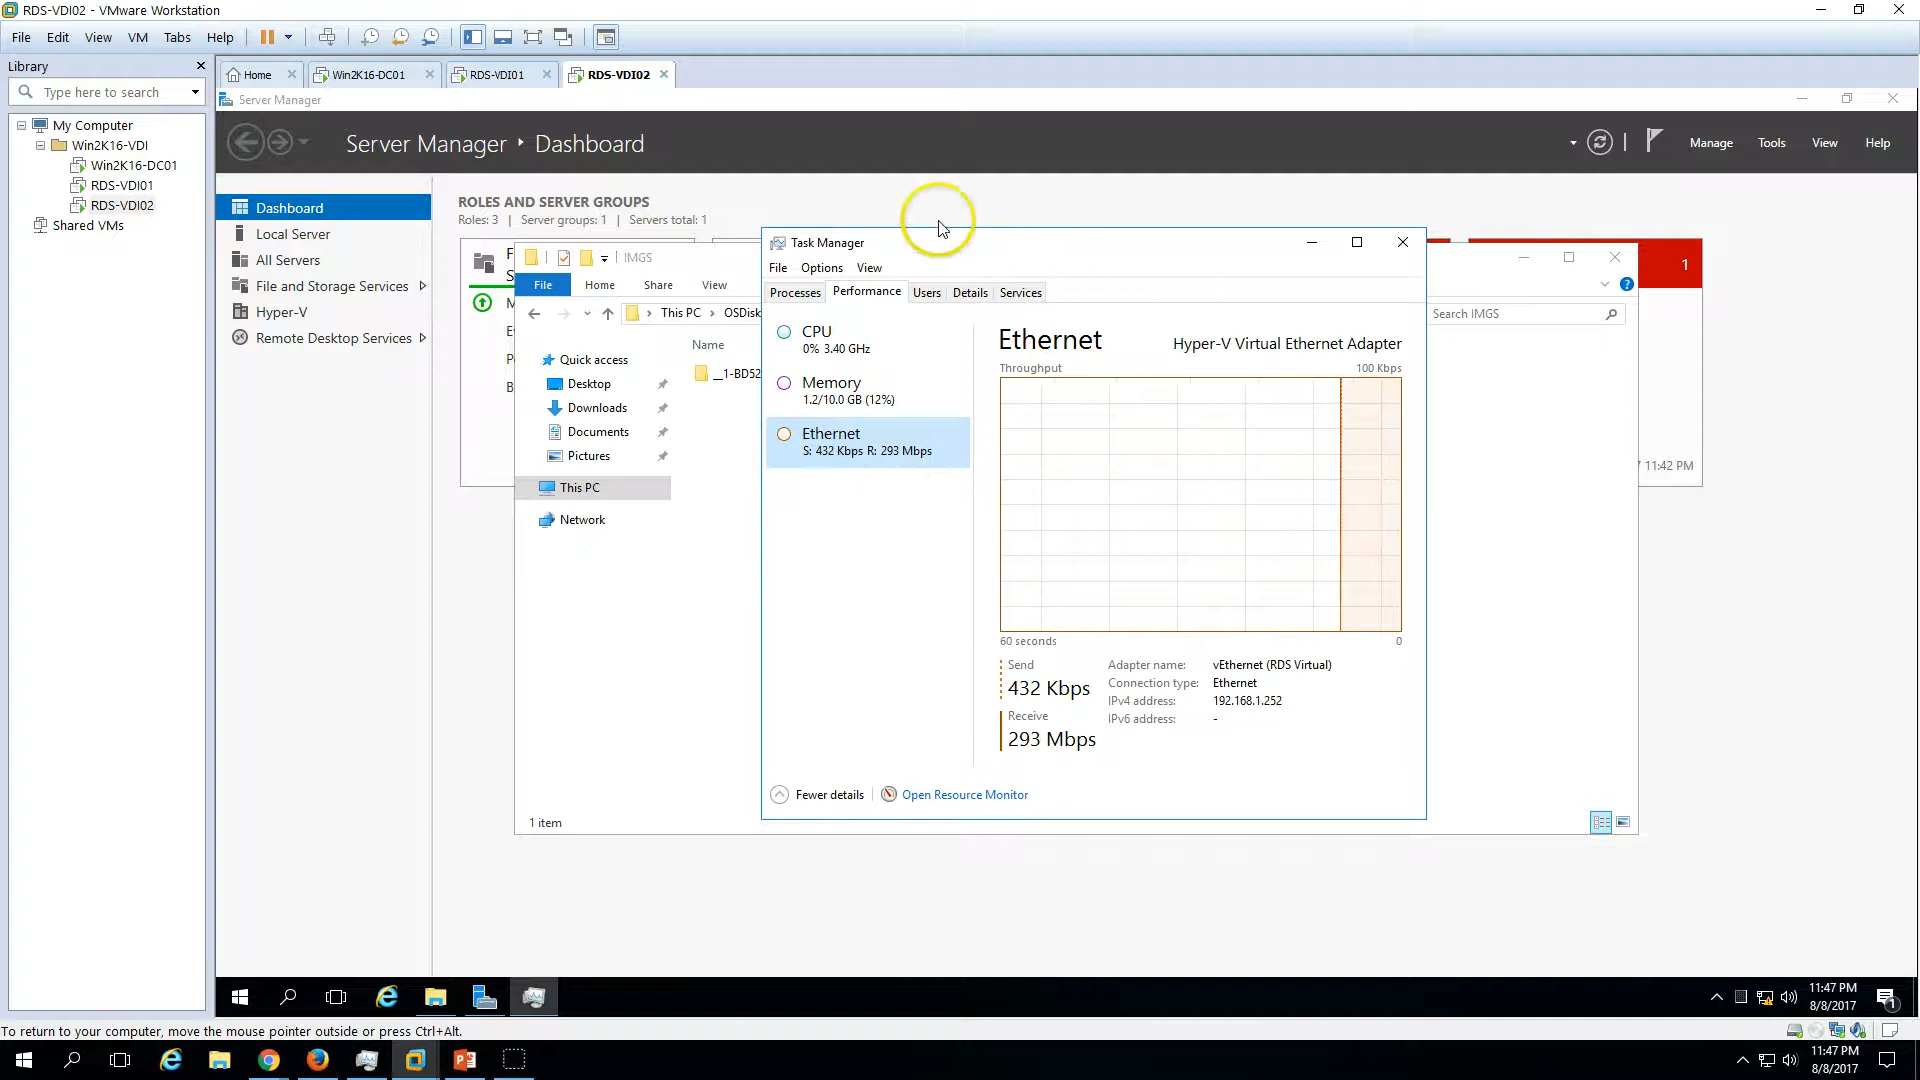 RDS-VDI02 - VMware Workstation
File Edit View VM Tabs Help
Library
Home Win2K16-DC01 RDS-VDI01 RDS-VDI02
Type here to search
Server Manager
My Computer
Win2K16-VDI
Win2K16-DC01
RDS-VDI01
RDS-VDI02
Shared VMs
Server Manager Dashboard
Manage Tools View Help
Dashboard
Local Server
All Servers
File and Storage Services
Hyper-V
Remote Desktop Services
ROLES AND SERVER GROUPS
Roles: 3 | Server groups: 1 | Servers total: 1
1
11:42 PM
IMGS
File Home Share View
This PC OSDisk
Search IMGS
Name
__1-BD52
Quick access
Desktop
Downloads
Documents
Pictures
This PC
Network
1 item
Task Manager
File Options View
Processes Performance Users Details Services
CPU
0% 3.40 GHz
Memory
1.2/10.0 GB (12%)
Ethernet
S: 432 Kbps R: 293 Mbps
Ethernet Hyper-V Virtual Ethernet Adapter
Throughput 100 Kbps
60 seconds 0
Send
432 Kbps
Receive
293 Mbps
Adapter name: vEthernet (RDS Virtual)
Connection type: Ethernet
IPv4 address: 192.168.1.252
IPv6 address: -
Fewer details Open Resource Monitor
11:47 PM
8/8/2017
1
To return to your computer, move the mouse pointer outside or press Ctrl+Alt.
11:47 PM
8/8/2017